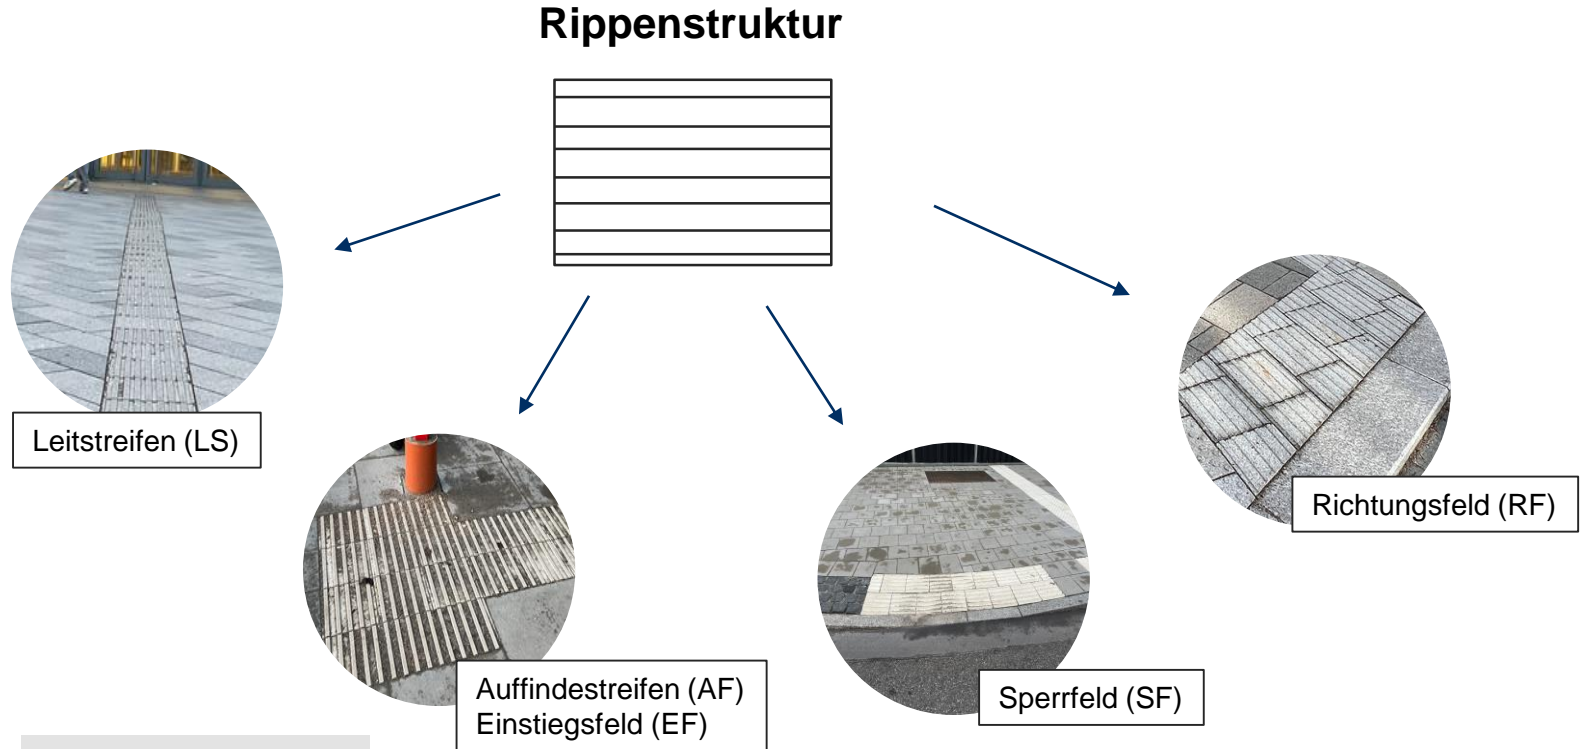 Rippenstruktur
Leitstreifen (LS)
Auffindestreifen (AF)
Einstiegsfeld (EF)
Sperrfeld (SF)
Richtungsfeld (RF)